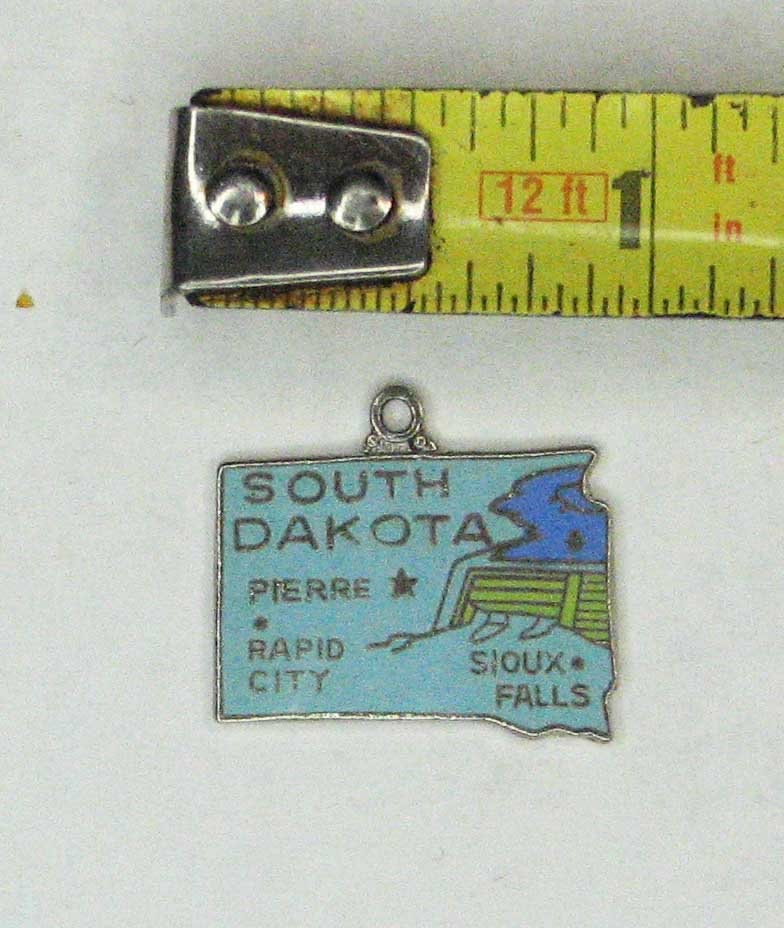 12 ft 1 ft
in
SOUTH
DAKOTA
PIERRE
RAPID
CITY
SIOUX
FALLS